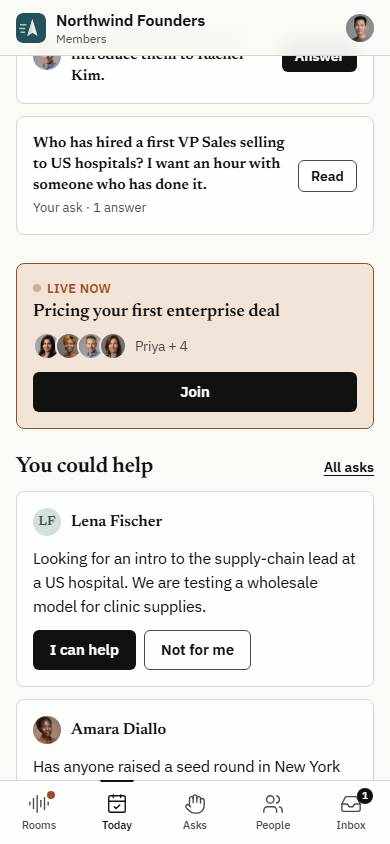 Northwind Founders
Members
introduce them to Rachel
Kim.
Answer
Who has hired a first VP Sales selling
to US hospitals? I want an hour with
someone who has done it.
Your ask · 1 answer
Read
LIVE NOW
Pricing your first enterprise deal
Priya + 4
Join
You could help
All asks
LF
Lena Fischer
Looking for an intro to the supply-chain lead at
a US hospital. We are testing a wholesale
model for clinic supplies.
I can help
Not for me
Amara Diallo
Has anyone raised a seed round in New York
Rooms
Today
Asks
People
1
Inbox